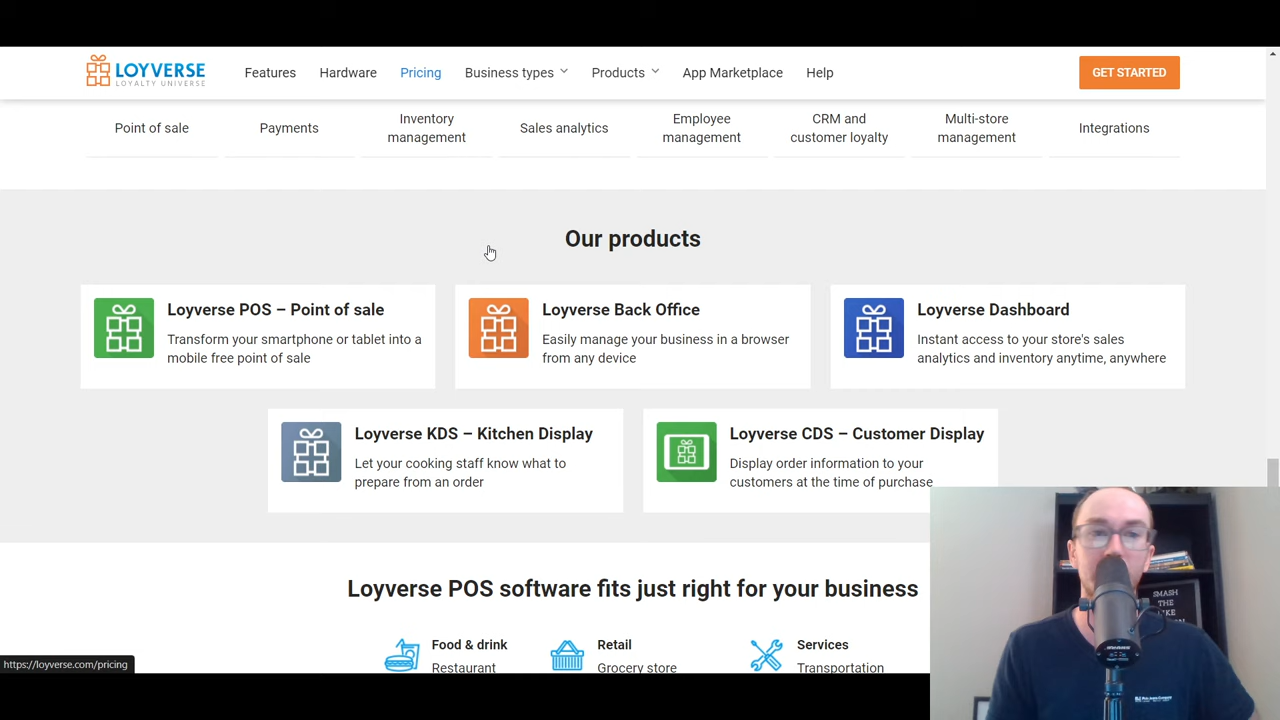 LOYVERSE
LOYALTY UNIVERSE
Features
Hardware
Pricing
Business types
Products
App Marketplace
Help
GET STARTED
Point of sale
Payments
Inventory
management
Sales analytics
Employee
management
CRM and
customer loyalty
Multi-store
management
Integrations
Our products
Loyverse POS – Point of sale
Transform your smartphone or tablet into a
mobile free point of sale
Loyverse Back Office
Easily manage your business in a browser
from any device
Loyverse Dashboard
Instant access to your store's sales
analytics and inventory anytime, anywhere
Loyverse KDS – Kitchen Display
Let your cooking staff know what to
prepare from an order
Loyverse CDS – Customer Display
Display order information to your
customers at the time of purchase
Loyverse POS software fits just right for your business
Food & drink
Restaurant
Retail
Grocery store
Services
Transportation
https://loyverse.com/pricing
SMASH
THE
SHURE